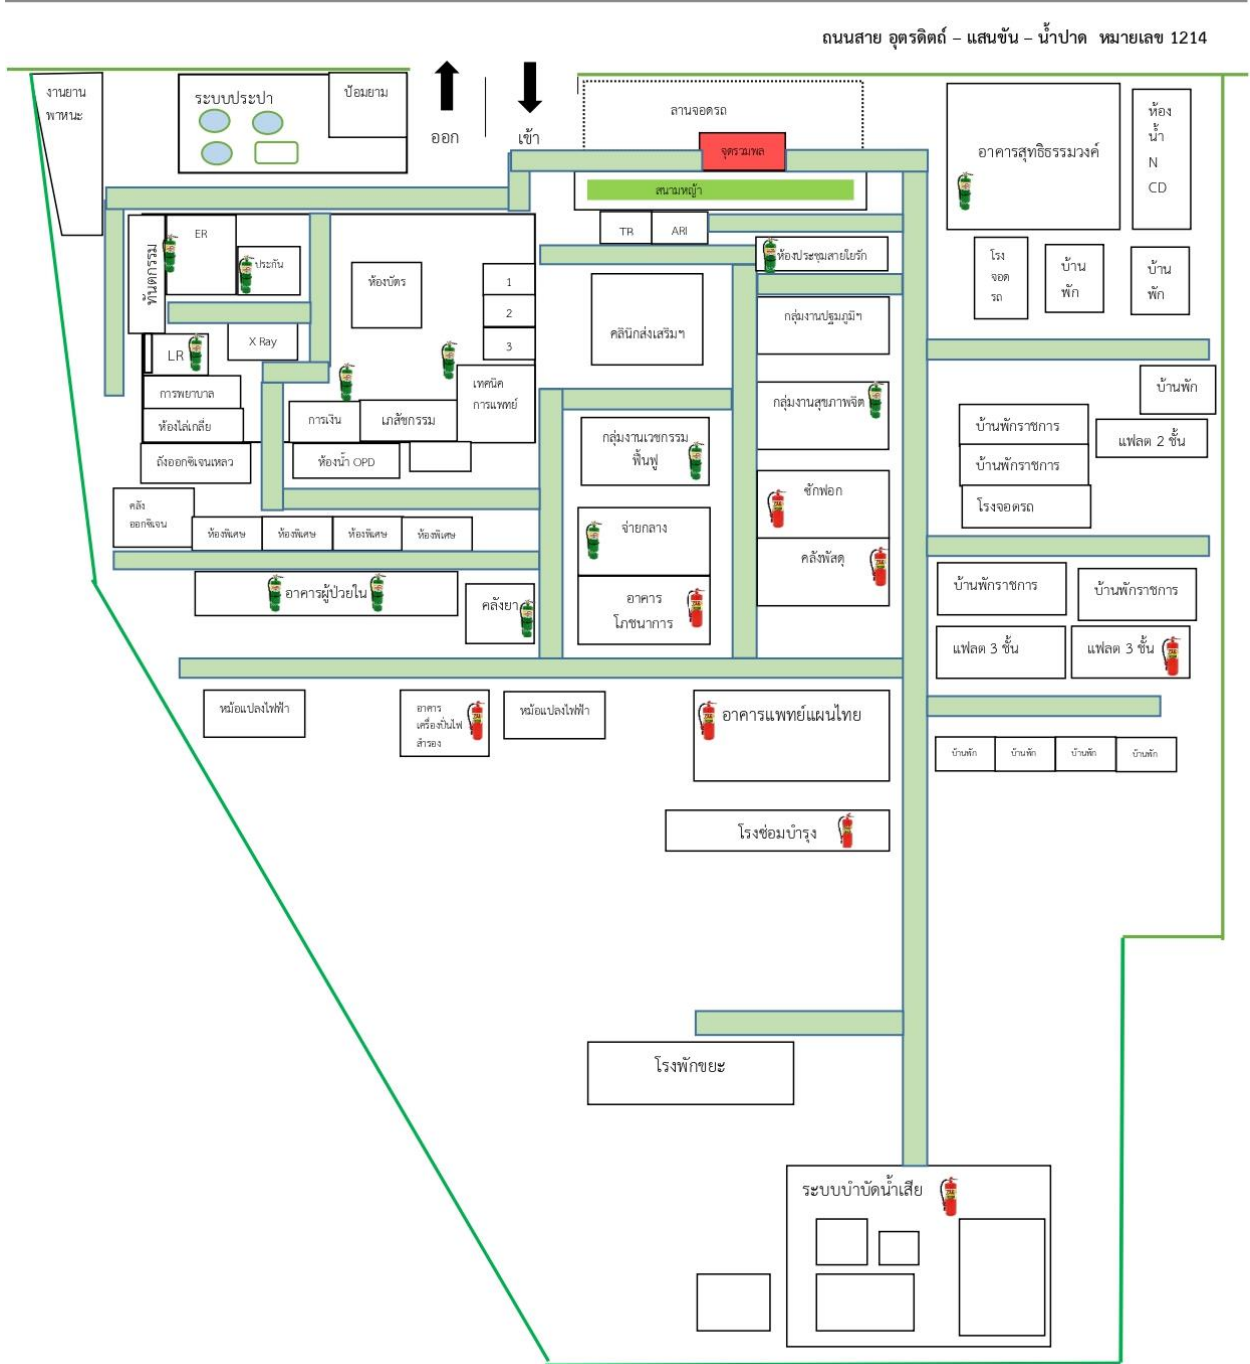 ถนนสาย อุตรดิตถ์ – แสนขัน – น้ำปาด หมายเลข 1214
งานยาน
พาหนะ
ระบบประปา
ป้อมยาม
ออก
เข้า
ลานจอดรถ
จุดรวมพล
สนามหญ้า
อาคารสุทธิธรรมวงค์
ห้อง
น้ำ
N
CD
ทันตกรรม
ER
ประกัน
ห้องบัตร
1
2
3
TB
ARI
ห้องประชุมสายใยรัก
โรง
จอด
รถ
บ้าน
พัก
บ้าน
พัก
LR
X Ray
คลินิกส่งเสริมฯ
กลุ่มงานปฐมภูมิฯ
การพยาบาล
ห้องไล่เกลี่ย
ถังออกซิเจนเหลว
การเงิน
เภสัชกรรม
เทคนิค
การแพทย์
ห้องน้ำ OPD
กลุ่มงานสุขภาพจิต
บ้านพัก
บ้านพักราชการ
แฟลต 2 ชั้น
บ้านพักราชการ
โรงจอดรถ
กลุ่มงานเวชกรรม
ฟื้นฟู
ซักฟอก
คลัง
ออกซิเจน
ห้องพิเศษ
ห้องพิเศษ
ห้องพิเศษ
ห้องพิเศษ
จ่ายกลาง
คลังพัสดุ
อาคารผู้ป่วยใน
คลังยา
อาคาร
โภชนาการ
บ้านพักราชการ
บ้านพักราชการ
แฟลต 3 ชั้น
แฟลต 3 ชั้น
หม้อแปลงไฟฟ้า
อาคาร
เครื่องปั่นไฟ
สำรอง
หม้อแปลงไฟฟ้า
อาคารแพทย์แผนไทย
บ้านพัก
บ้านพัก
บ้านพัก
บ้านพัก
โรงซ่อมบำรุง
โรงพักขยะ
ระบบบำบัดน้ำเสีย